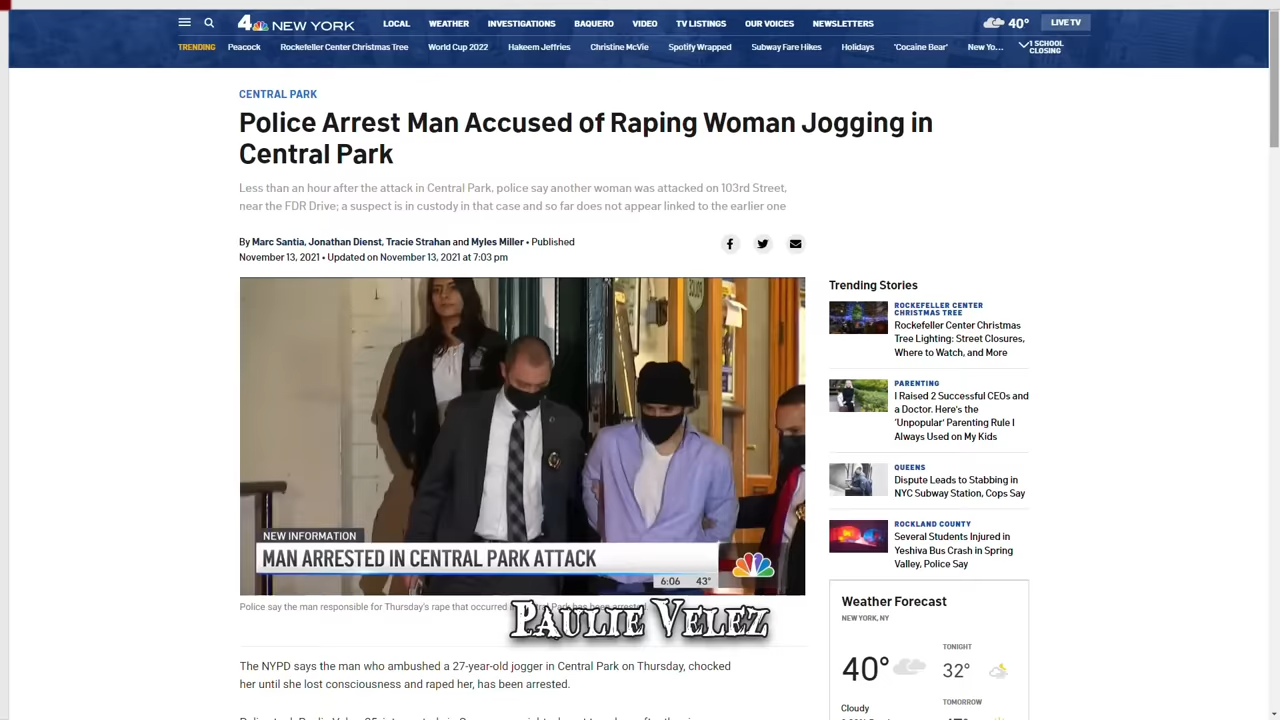 4 NEW YORK LOCAL WEATHER INVESTIGATIONS BAQUERO VIDEO TV LISTINGS OUR VOICES NEWSLETTERS 40° LIVE TV
TRENDING Peacock Rockefeller Center Christmas Tree World Cup 2022 Hakeem Jeffries Christine McVie Spotify Wrapped Subway Fare Hikes Holidays 'Cocaine Bear' New Yo... 1 SCHOOL
CLOSING
CENTRAL PARK
Police Arrest Man Accused of Raping Woman Jogging in
Central Park
Less than an hour after the attack in Central Park, police say another woman was attacked on 103rd Street,
near the FDR Drive; a suspect is in custody in that case and so far does not appear linked to the earlier one
By Marc Santia, Jonathan Dienst, Tracie Strahan and Myles Miller • Published
November 13, 2021 • Updated on November 13, 2021 at 7:03 pm
NEW INFORMATION
MAN ARRESTED IN CENTRAL PARK ATTACK
6:06 43°
Police say the man responsible for Thursday's rape that occurred
PAULIE VELEZ
The NYPD says the man who ambushed a 27-year-old jogger in Central Park on Thursday, chocked
her until she lost consciousness and raped her, has been arrested.
Trending Stories
ROCKEFELLER CENTER
CHRISTMAS TREE
Rockefeller Center Christmas
Tree Lighting: Street Closures,
Where to Watch, and More
PARENTING
I Raised 2 Successful CEOs and
a Doctor. Here's the
'Unpopular' Parenting Rule I
Always Used on My Kids
QUEENS
Dispute Leads to Stabbing in
NYC Subway Station, Cops Say
ROCKLAND COUNTY
Several Students Injured in
Yeshiva Bus Crash in Spring
Valley, Police Say
Weather Forecast
NEW YORK, NY
40°
Cloudy
TONIGHT
32°
TOMORROW